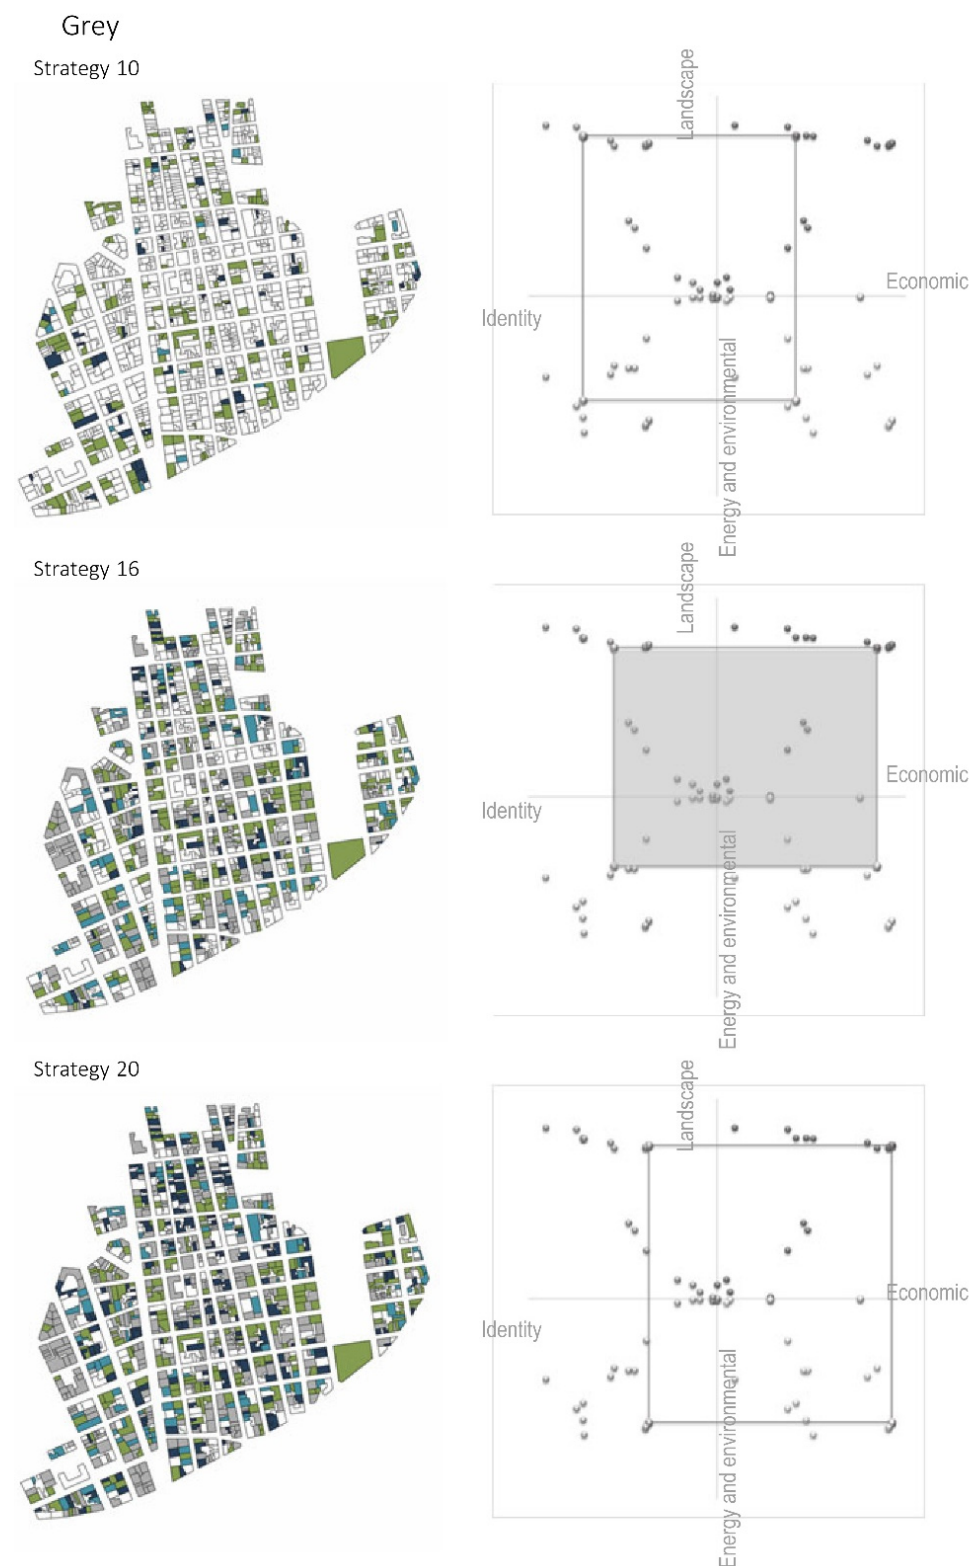 Grey
Strategy 10
Landscape
Economic
Identity
Energy and environmental
Strategy 16
Landscape
Economic
Identity
Energy and environmental
Strategy 20
Landscape
Economic
Identity
Energy and environmental